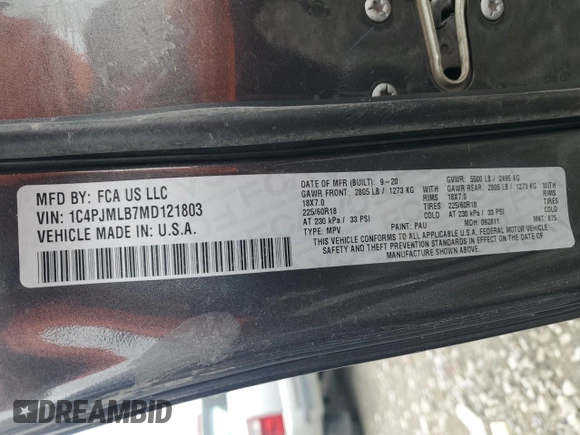 MFD BY: FCA US LLC
VIN: 1C4PJMLB7MD121803
VEHICLE MADE IN: U.S.A.
DATE OF MFR (BUILT): 9-20
GVWR: 5500 LB / 2495 KG
GAWR FRONT: 2805 LB / 1273 KG WITH
GAWR REAR: 2805 LB / 1273 KG WITH
18X7.0 RIMS
18X7.0 RIMS
225/60R18 TIRES
225/60R18 TIRES
AT 230 kPa / 33 PSI COLD
AT 230 kPa / 33 PSI COLD
TYPE: MPV
PAINT: PAU
MDH: 092811
MKT: 875
THIS VEHICLE CONFORMS TO ALL APPLICABLE U.S.A. FEDERAL MOTOR VEHICLE
SAFETY AND THEFT PREVENTION STANDARDS IN EFFECT ON THE DATE OF
MANUFACTURE SHOWN ABOVE.
DREAMBID